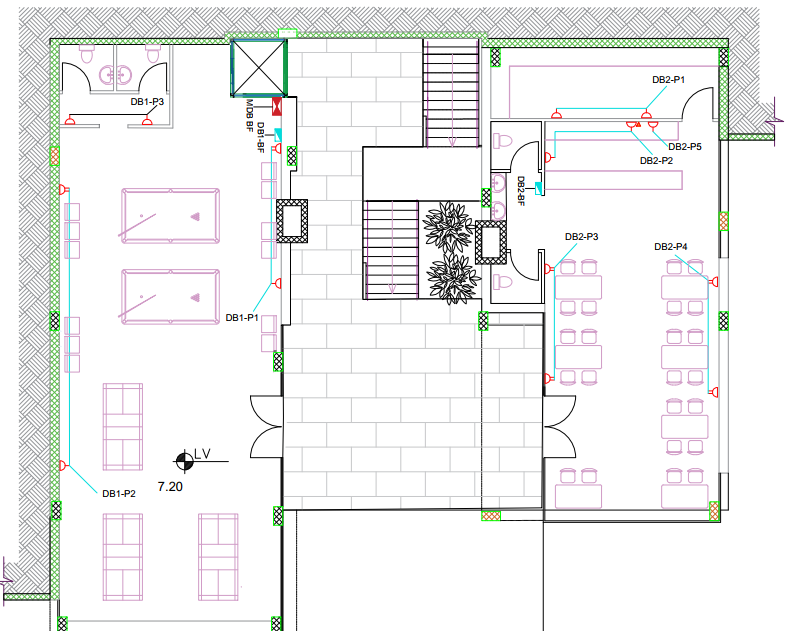 DB2-P1
DB1-P3
MDB BF
DB1-BF
DB2-P5
DB2-P2
DB2-BF
DB2-P3
DB2-P4
DB1-P1
LV
7.20
DB1-P2